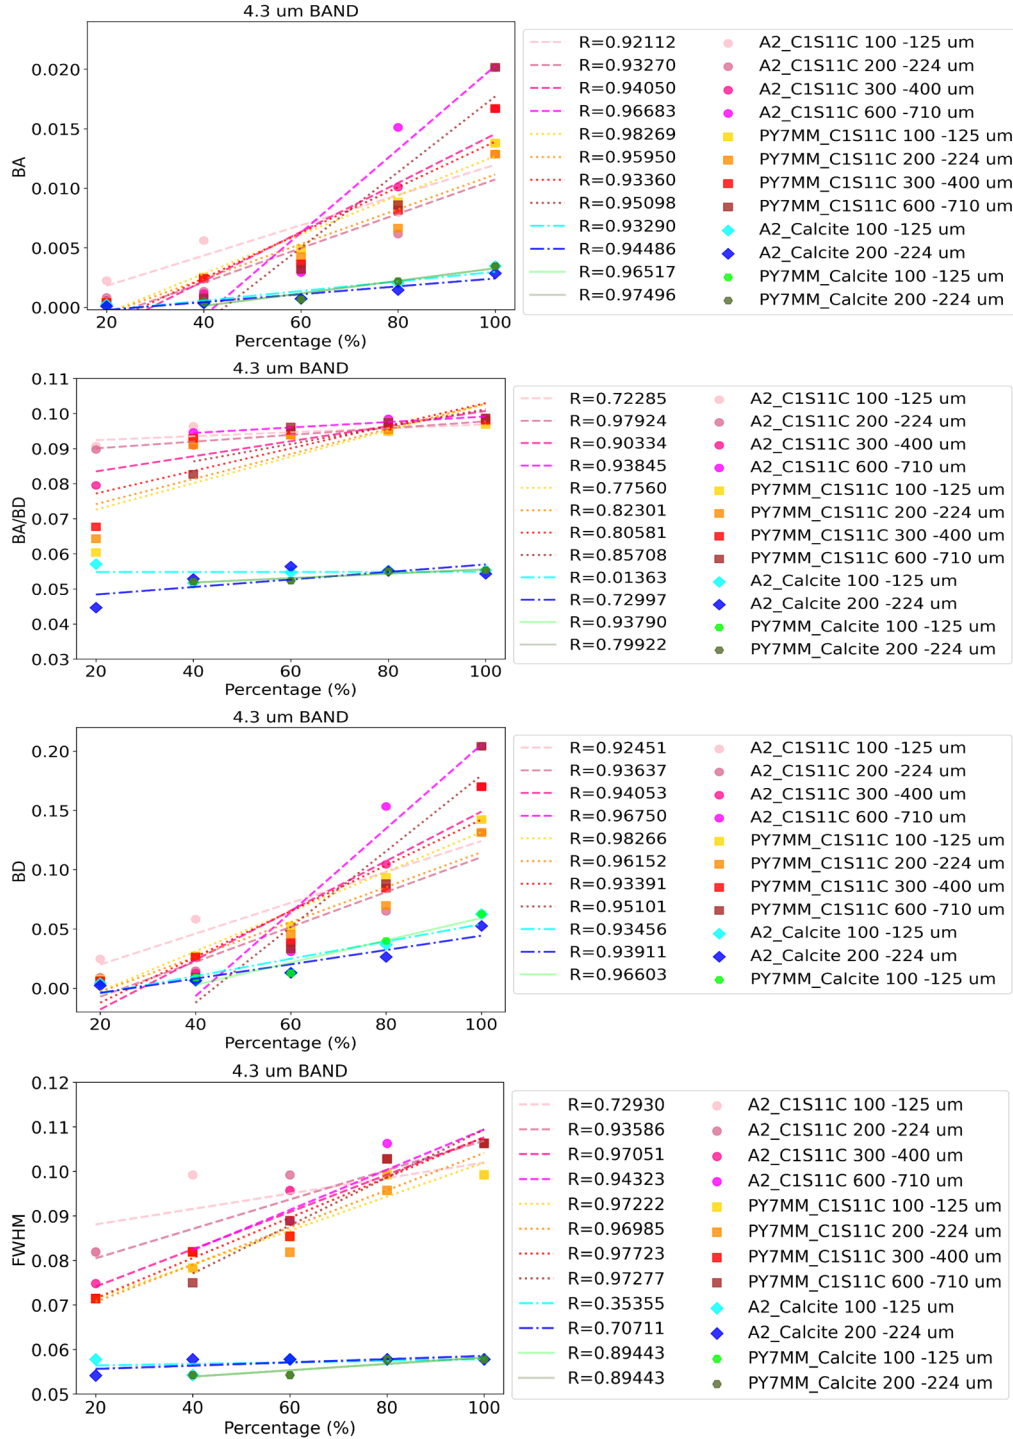 4.3 um BAND
BA
0.020
0.015
0.010
0.005
0.000
20 40 60 80 100
Percentage (%)
R=0.92112 A2_C1S11C 100 -125 um
R=0.93270 A2_C1S11C 200 -224 um
R=0.94050 A2_C1S11C 300 -400 um
R=0.96683 A2_C1S11C 600 -710 um
R=0.98269 PY7MM_C1S11C 100 -125 um
R=0.95950 PY7MM_C1S11C 200 -224 um
R=0.93360 PY7MM_C1S11C 300 -400 um
R=0.95098 PY7MM_C1S11C 600 -710 um
R=0.93290 A2_Calcite 100 -125 um
R=0.94486 A2_Calcite 200 -224 um
R=0.96517 PY7MM_Calcite 100 -125 um
R=0.97496 PY7MM_Calcite 200 -224 um
4.3 um BAND
BA/BD
0.11
0.10
0.09
0.08
0.07
0.06
0.05
0.04
0.03
20 40 60 80 100
Percentage (%)
R=0.72285 A2_C1S11C 100 -125 um
R=0.97924 A2_C1S11C 200 -224 um
R=0.90334 A2_C1S11C 300 -400 um
R=0.93845 A2_C1S11C 600 -710 um
R=0.77560 PY7MM_C1S11C 100 -125 um
R=0.82301 PY7MM_C1S11C 200 -224 um
R=0.80581 PY7MM_C1S11C 300 -400 um
R=0.85708 PY7MM_C1S11C 600 -710 um
R=0.01363 A2_Calcite 100 -125 um
R=0.72997 A2_Calcite 200 -224 um
R=0.93790 PY7MM_Calcite 100 -125 um
R=0.79922 PY7MM_Calcite 200 -224 um
4.3 um BAND
BD
0.20
0.15
0.10
0.05
0.00
20 40 60 80 100
Percentage (%)
R=0.92451 A2_C1S11C 100 -125 um
R=0.93637 A2_C1S11C 200 -224 um
R=0.94053 A2_C1S11C 300 -400 um
R=0.96750 A2_C1S11C 600 -710 um
R=0.98266 PY7MM_C1S11C 100 -125 um
R=0.96152 PY7MM_C1S11C 200 -224 um
R=0.93391 PY7MM_C1S11C 300 -400 um
R=0.95101 PY7MM_C1S11C 600 -710 um
R=0.93456 A2_Calcite 100 -125 um
R=0.93911 A2_Calcite 200 -224 um
R=0.96603 PY7MM_Calcite 100 -125 um
4.3 um BAND
FWHM
0.12
0.11
0.10
0.09
0.08
0.07
0.06
0.05
20 40 60 80 100
Percentage (%)
R=0.72930 A2_C1S11C 100 -125 um
R=0.93586 A2_C1S11C 200 -224 um
R=0.97051 A2_C1S11C 300 -400 um
R=0.94323 A2_C1S11C 600 -710 um
R=0.97222 PY7MM_C1S11C 100 -125 um
R=0.96985 PY7MM_C1S11C 200 -224 um
R=0.97723 PY7MM_C1S11C 300 -400 um
R=0.97277 PY7MM_C1S11C 600 -710 um
R=0.35355 A2_Calcite 100 -125 um
R=0.70711 A2_Calcite 200 -224 um
R=0.89443 PY7MM_Calcite 100 -125 um
R=0.89443 PY7MM_Calcite 200 -224 um